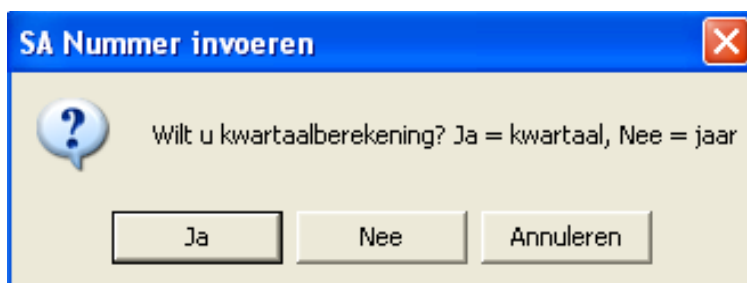 SA Nummer invoeren
Wilt u kwartaalberekening? Ja = kwartaal, Nee = jaar
Ja Nee Annuleren